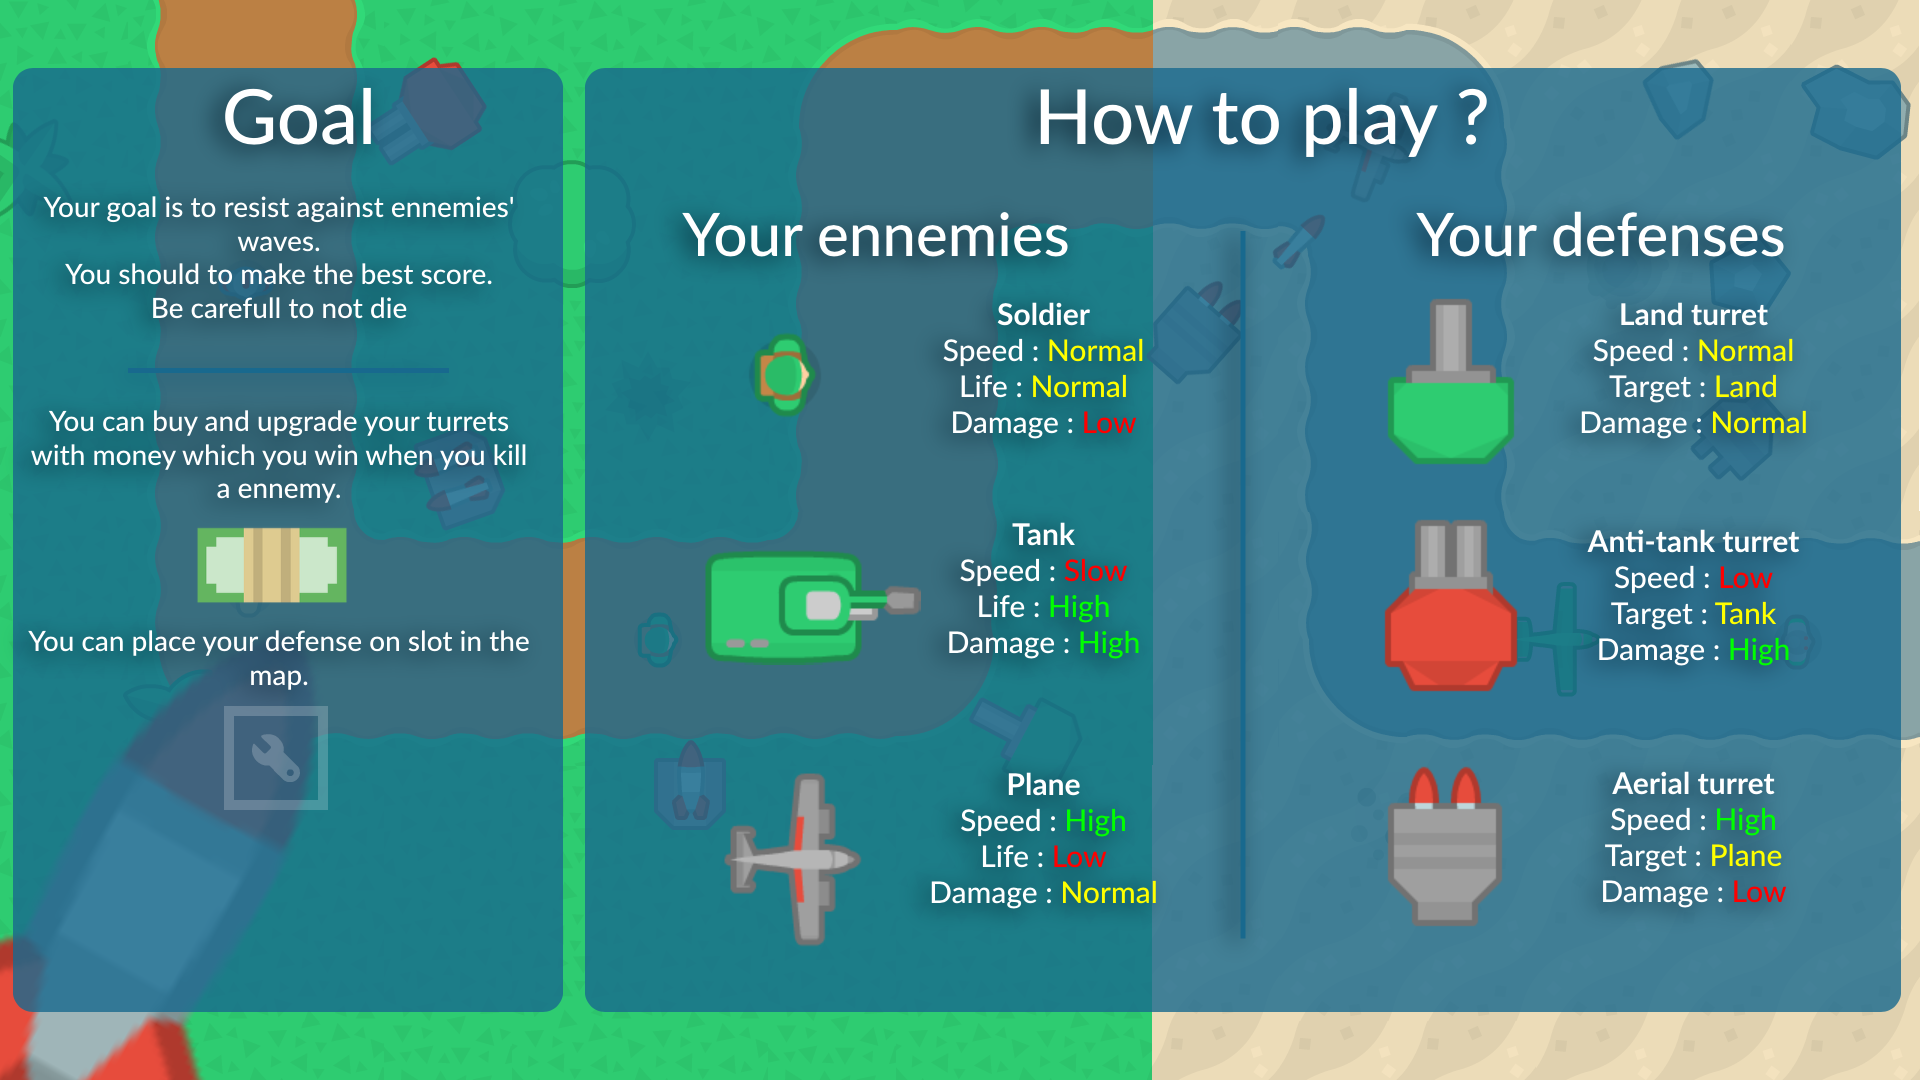 Goal
Your goal is to resist against ennemies'
waves.
You should to make the best score.
Be carefull to not die
You can buy and upgrade your turrets
with money which you win when you kill
a ennemy.
You can place your defense on slot in the
map.
How to play ?
Your ennemies
Soldier
Speed : Normal
Life : Normal
Damage : Low
Tank
Speed : Slow
Life : High
Damage : High
Plane
Speed : High
Life : Low
Damage : Normal
Your defenses
Land turret
Speed : Normal
Target : Land
Damage : Normal
Anti-tank turret
Speed : Low
Target : Tank
Damage : High
Aerial turret
Speed : High
Target : Plane
Damage : Low